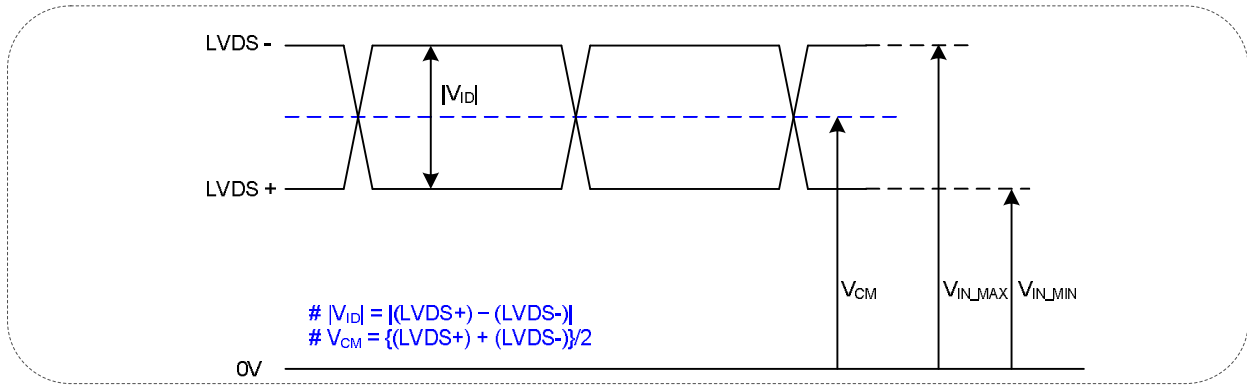 LVDS -
|VID|
LVDS +
VCM
VIN_MAX
VIN_MIN
# |VID| = |(LVDS+) – (LVDS-)|
# VCM = {(LVDS+) + (LVDS-)}/2
0V